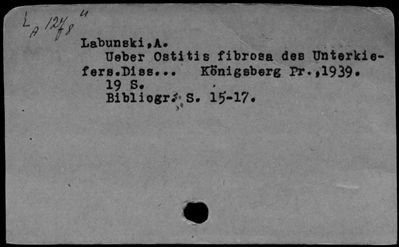 Labunski,A.
Ueber Ostitis fibrosa des Unterkie-
fers.Diss... Königsberg Pr.,1939.
19 S.
Bibliogr.: S. 15-17.